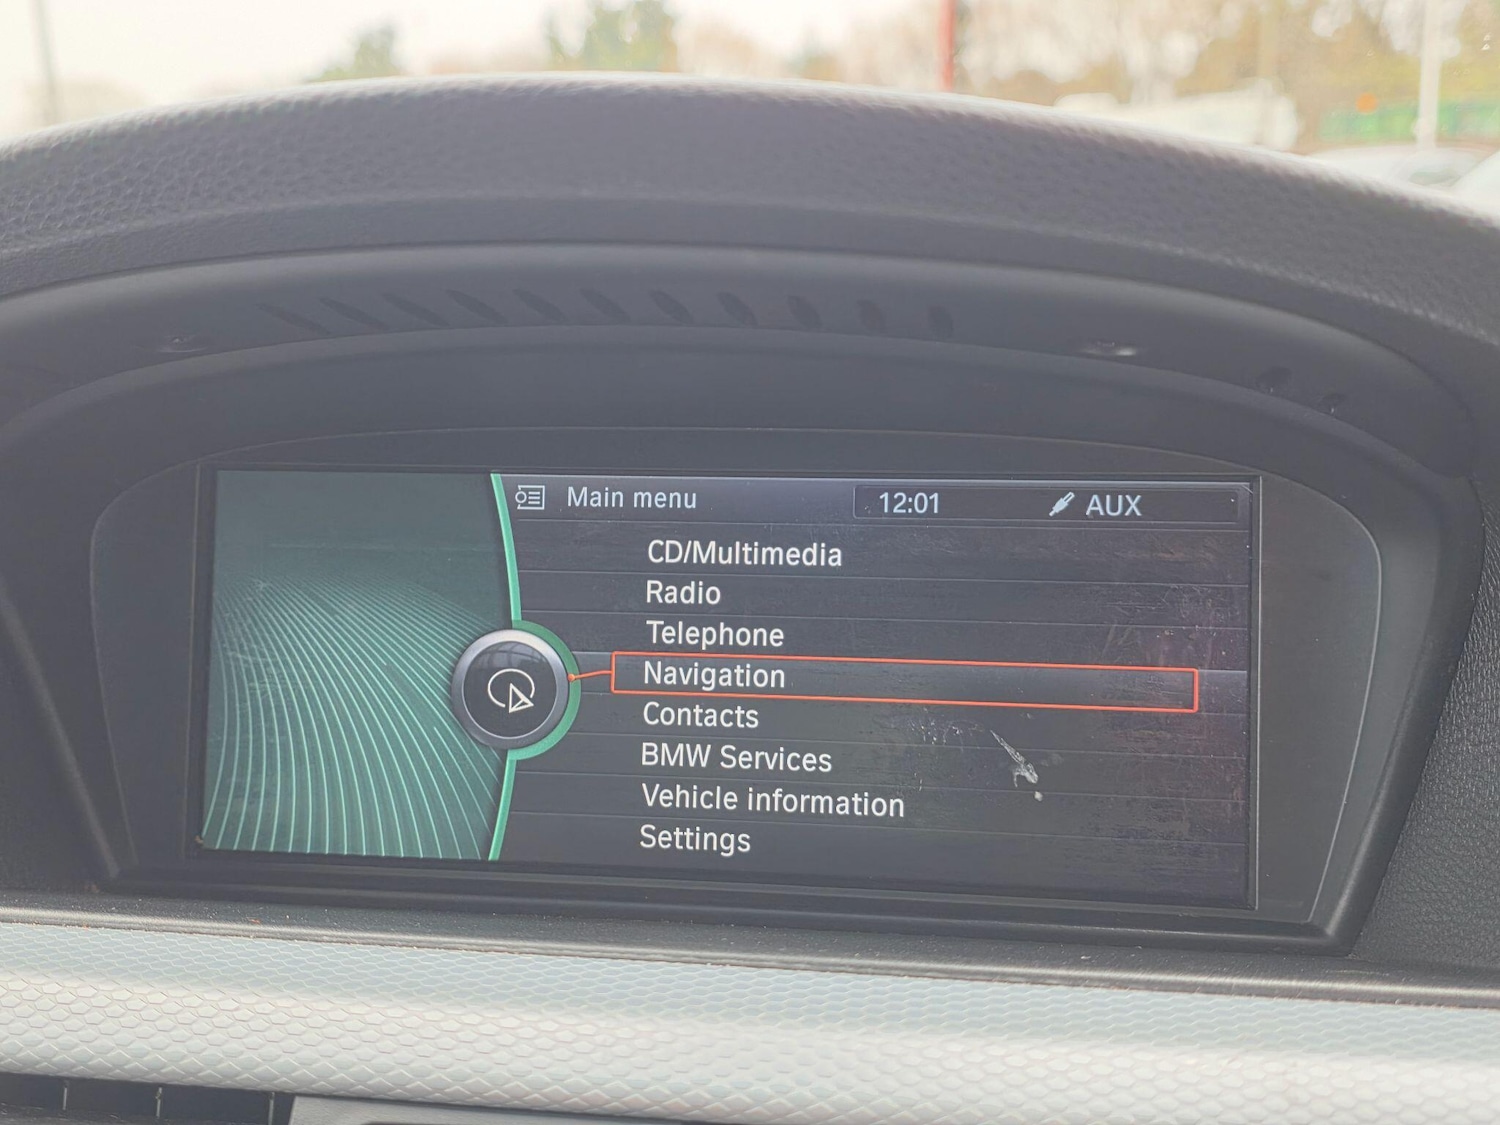 Main menu
12:01
AUX
CD/Multimedia
Radio
Telephone
Navigation
Contacts
BMW Services
Vehicle information
Settings